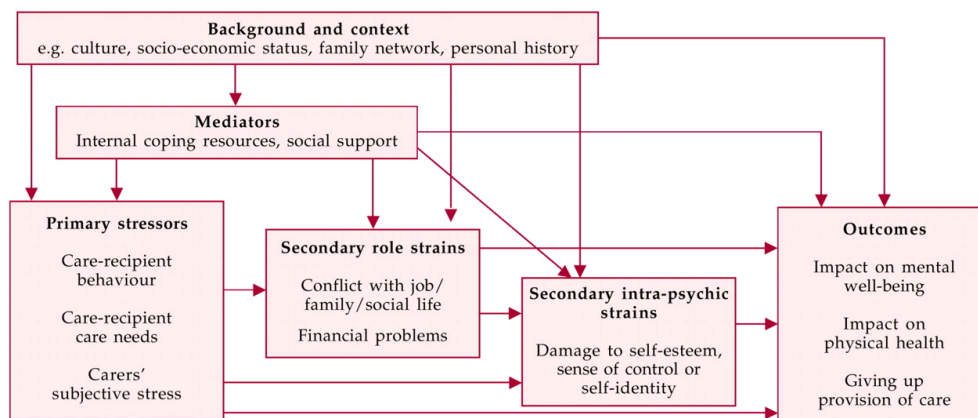 Background and context
e.g. culture, socio-economic status, family network, personal history
Mediators
Internal coping resources, social support
Primary stressors
Care-recipient
behaviour
Care-recipient
care needs
Carers’
subjective stress
Secondary role strains
Conflict with job/
family/social life
Financial problems
Secondary intra-psychic
strains
Damage to self-esteem,
sense of control or
self-identity
Outcomes
Impact on mental
well-being
Impact on
physical health
Giving up
provision of care